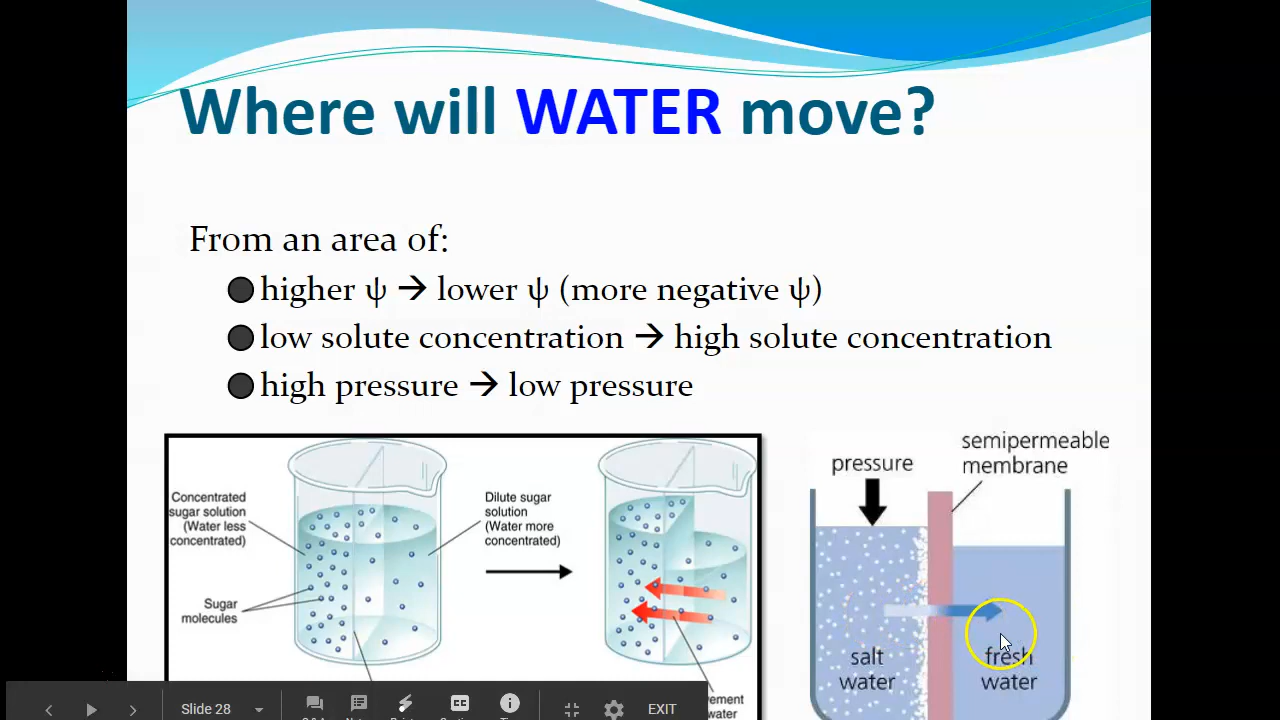 Where will WATER move?
From an area of:
● higher ψ → lower ψ (more negative ψ)
● low solute concentration → high solute concentration
● high pressure → low pressure
Concentrated
sugar solution
(Water less
concentrated)
Sugar
molecules
Dilute sugar
solution
(Water more
concentrated)
water
pressure
semipermeable
membrane
salt
water
fresh
water
Slide 28
CC
EXIT